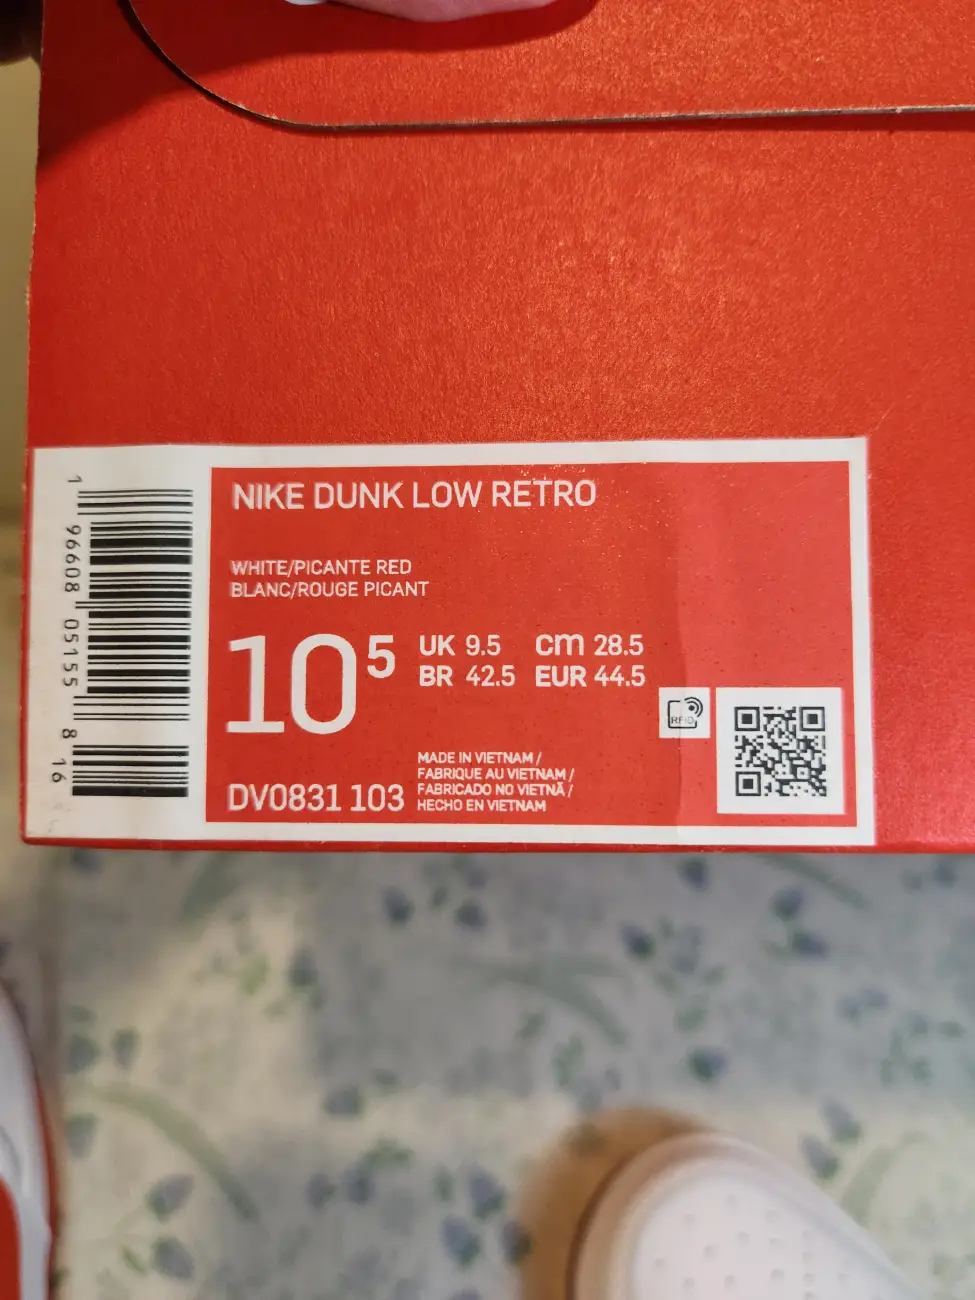 NIKE DUNK LOW RETRO
WHITE/PICANTE RED
BLANC/ROUGE PICANT
10 5
UK 9.5 cm 28.5
BR 42.5 EUR 44.5
RFID
MADE IN VIETNAM /
FABRIQUE AU VIETNAM /
FABRICADO NO VIETNÃ /
HECHO EN VIETNAM
DV0831 103
1 96608 05155 8 16